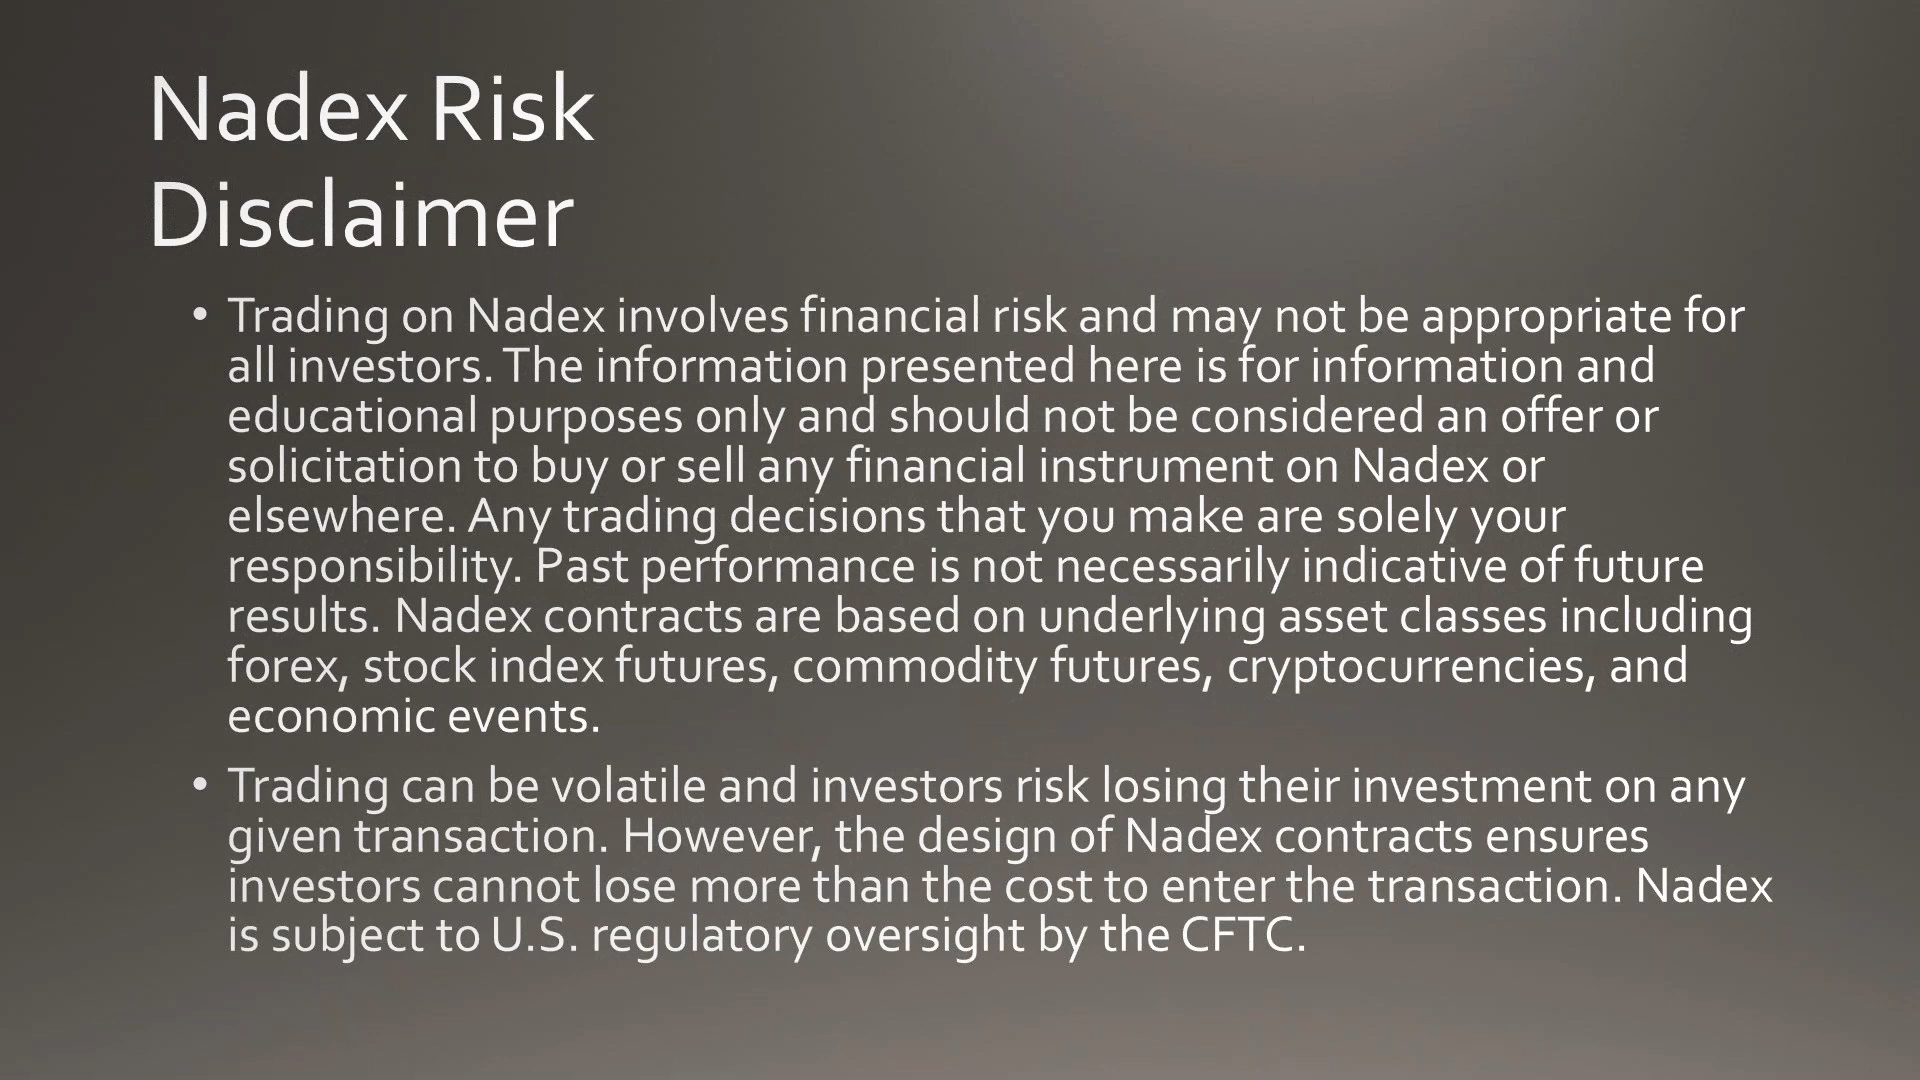 Nadex Risk
Disclaimer
• Trading on Nadex involves financial risk and may not be appropriate for
all investors. The information presented here is for information and
educational purposes only and should not be considered an offer or
solicitation to buy or sell any financial instrument on Nadex or
elsewhere. Any trading decisions that you make are solely your
responsibility. Past performance is not necessarily indicative of future
results. Nadex contracts are based on underlying asset classes including
forex, stock index futures, commodity futures, cryptocurrencies, and
economic events.
• Trading can be volatile and investors risk losing their investment on any
given transaction. However, the design of Nadex contracts ensures
investors cannot lose more than the cost to enter the transaction. Nadex
is subject to U.S. regulatory oversight by the CFTC.